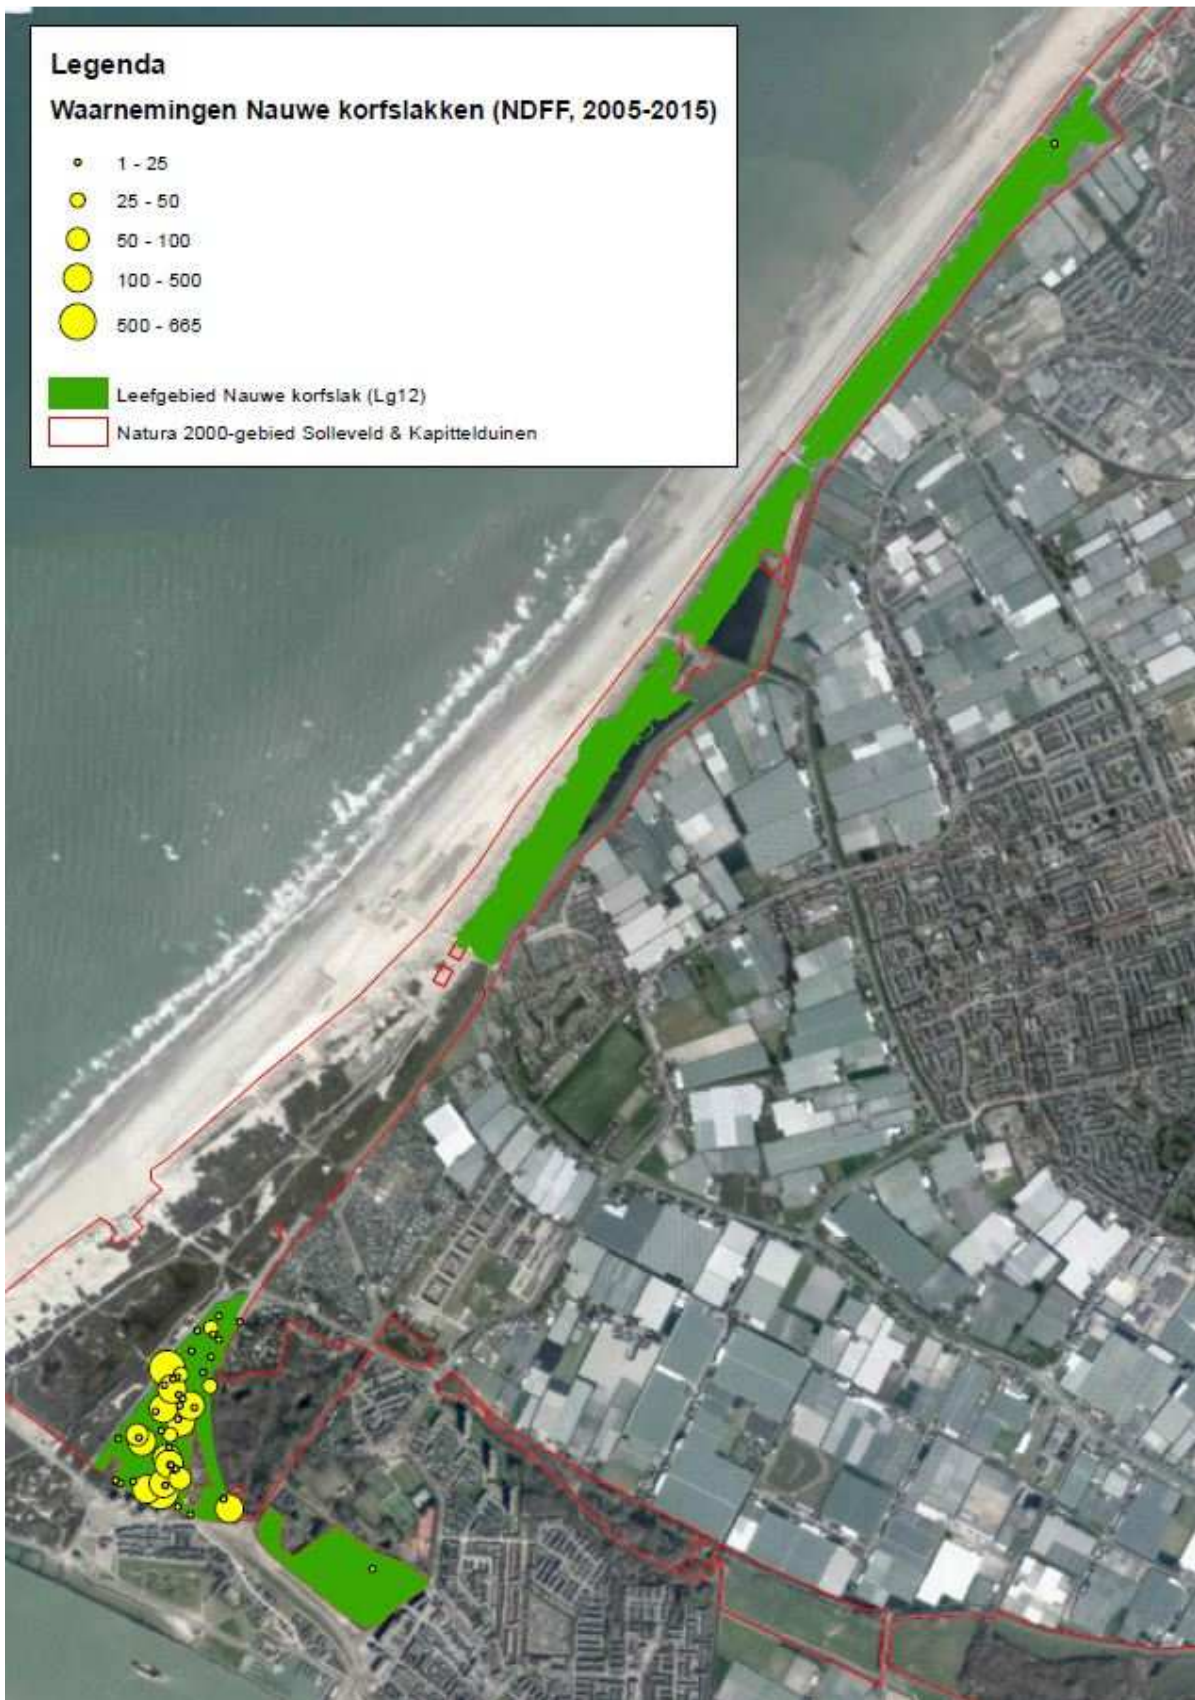 Legenda
Waarnemingen Nauwe korfslakken (NDFF, 2005-2015)
1 - 25
25 - 50
50 - 100
100 - 500
500 - 665
Leefgebied Nauwe korfslak (Lg12)
Natura 2000-gebied Solleveld & Kapittelduinen